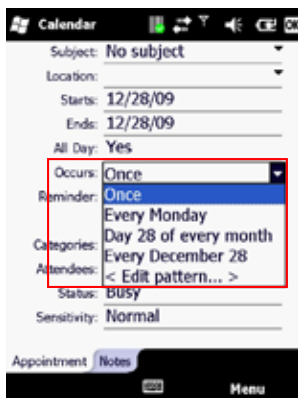 Calendar OK
Subject: No subject
Location:
Starts: 12/28/09
Ends: 12/28/09
All Day: Yes
Occurs: Once
Reminder: Once
Every Monday
Day 28 of every month
Categories: Every December 28
Attendees: < Edit pattern... >
Status: Busy
Sensitivity: Normal
Appointment Notes
Menu